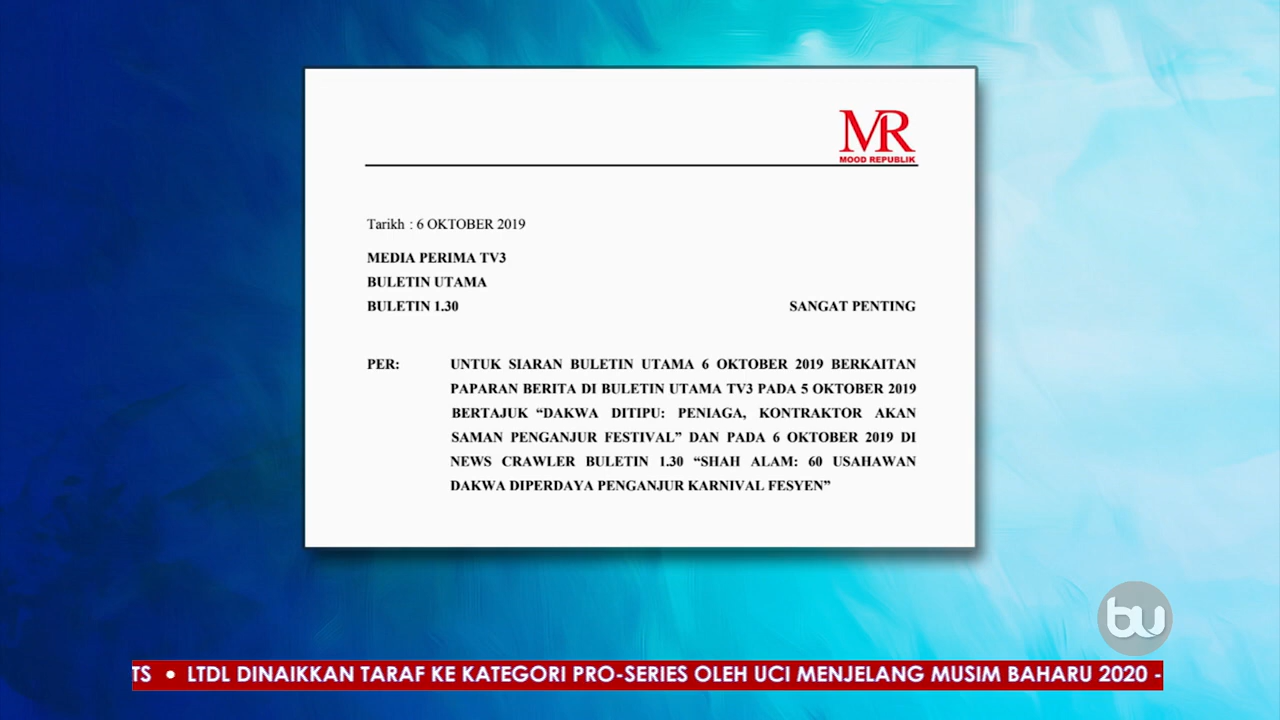 MR
MOOD REPUBLIK
Tarikh : 6 OKTOBER 2019
MEDIA PERIMA TV3
BULETIN UTAMA
BULETIN 1.30 SANGAT PENTING
PER: UNTUK SIARAN BULETIN UTAMA 6 OKTOBER 2019 BERKAITAN
PAPARAN BERITA DI BULETIN UTAMA TV3 PADA 5 OKTOBER 2019
BERTAJUK “DAKWA DITIPU: PENIAGA, KONTRAKTOR AKAN
SAMAN PENGANJUR FESTIVAL” DAN PADA 6 OKTOBER 2019 DI
NEWS CRAWLER BULETIN 1.30 “SHAH ALAM: 60 USAHAWAN
DAKWA DIPERDAYA PENGANJUR KARNIVAL FESYEN”
bu
TS • LTDL DINAIKKAN TARAF KE KATEGORI PRO-SERIES OLEH UCI MENJELANG MUSIM BAHARU 2020 -